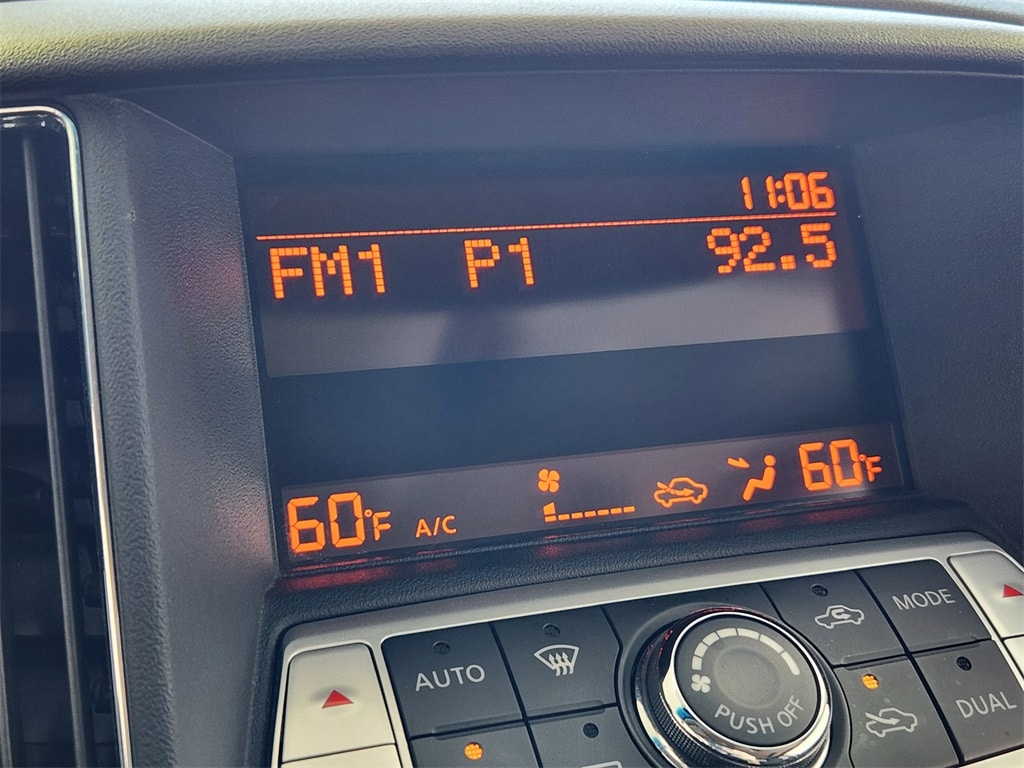 11:06
FM1 P1 92.5
60°F A/C 60°F
AUTO
PUSH OFF
MODE
DUAL